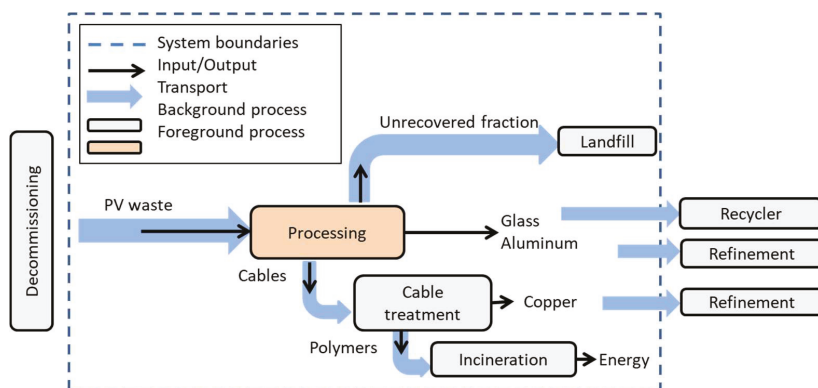 System boundaries
Input/Output
Transport
Background process
Foreground process
Decommissioning
PV waste
Processing
Unrecovered fraction
Landfill
Glass
Aluminum
Recycler
Refinement
Cables
Cable
treatment
Copper
Refinement
Polymers
Incineration
Energy